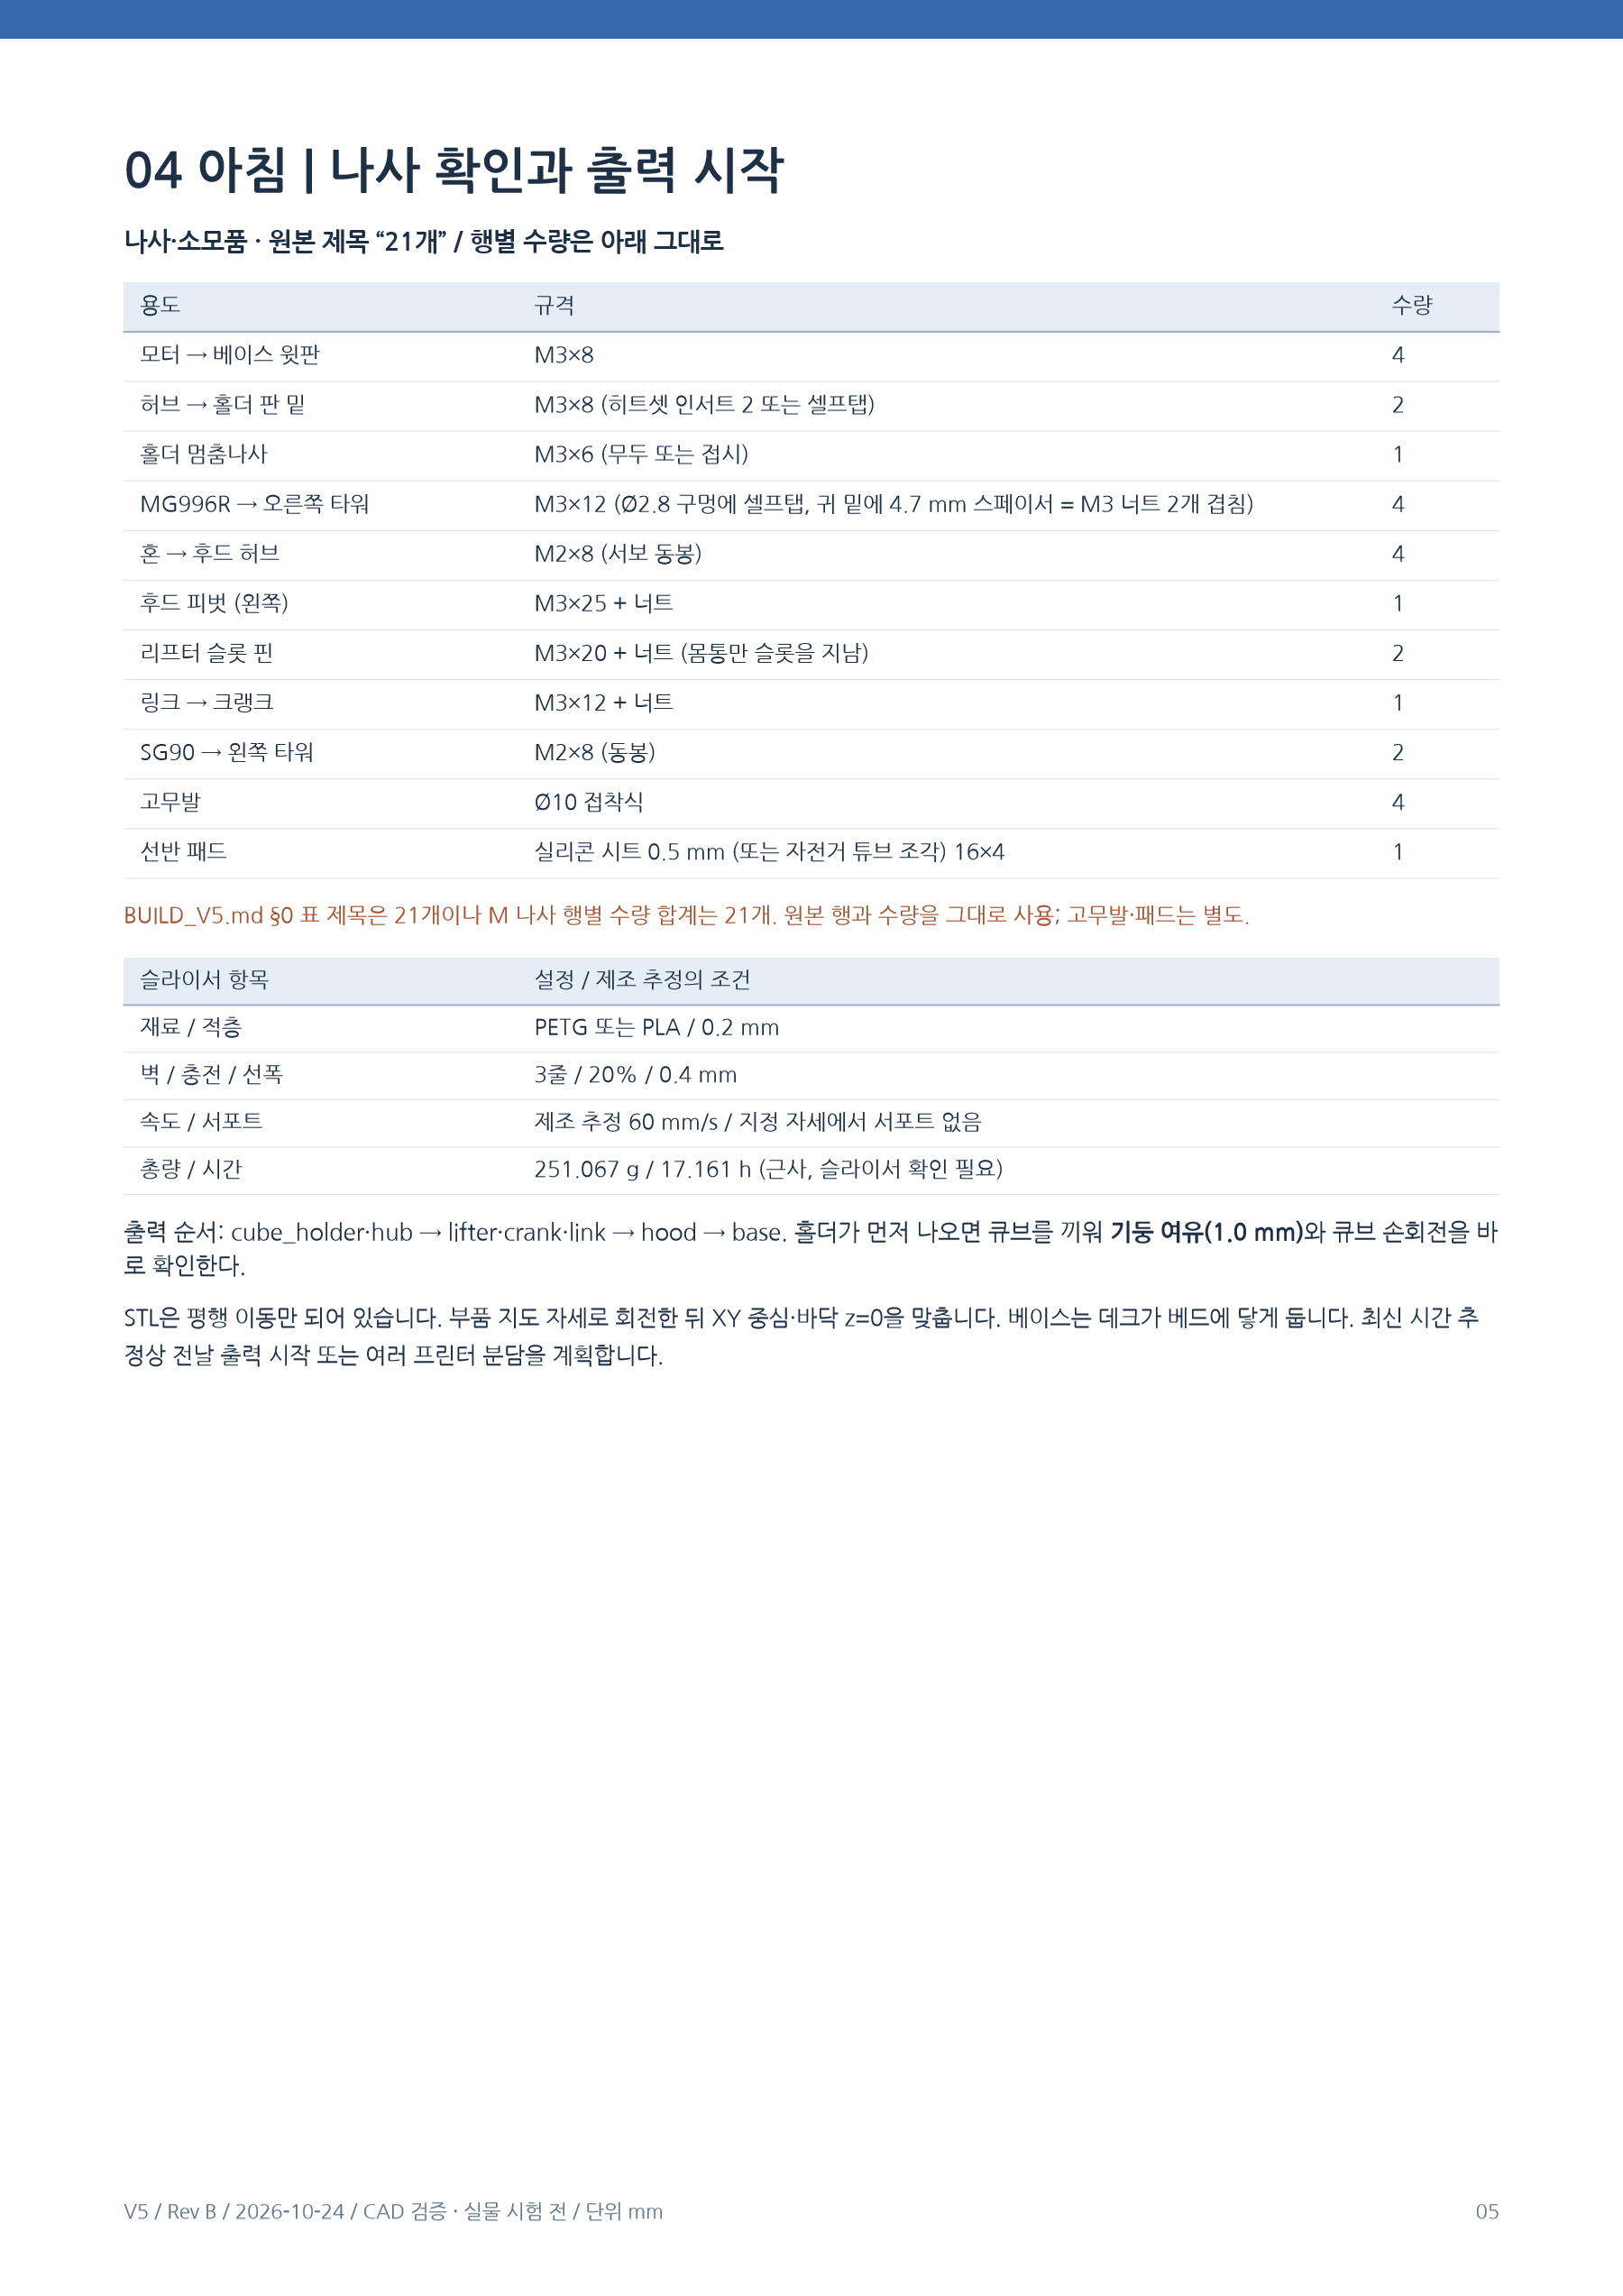 04 아침 | 나사 확인과 출력 시작
나사·소모품 · 원본 제목 “21개” / 행별 수량은 아래 그대로
용도 규격 수량
모터 → 베이스 윗판 M3×8 4
허브 → 홀더 판 밑 M3×8 (히트셋 인서트 2 또는 셀프탭) 2
홀더 멈춤나사 M3×6 (무두 또는 접시) 1
MG996R → 오른쪽 타워 M3×12 (Ø2.8 구멍에 셀프탭, 귀 밑에 4.7 mm 스페이서 = M3 너트 2개 겹침) 4
혼 → 후드 허브 M2×8 (서보 동봉) 4
후드 피벗 (왼쪽) M3×25 + 너트 1
리프터 슬롯 핀 M3×20 + 너트 (몸통만 슬롯을 지남) 2
링크 → 크랭크 M3×12 + 너트 1
SG90 → 왼쪽 타워 M2×8 (동봉) 2
고무발 Ø10 접착식 4
선반 패드 실리콘 시트 0.5 mm (또는 자전거 튜브 조각) 16×4 1
BUILD_V5.md §0 표 제목은 21개이나 M 나사 행별 수량 합계는 21개. 원본 행과 수량을 그대로 사용; 고무발·패드는 별도.
슬라이서 항목 설정 / 제조 추정의 조건
재료 / 적층 PETG 또는 PLA / 0.2 mm
벽 / 충전 / 선폭 3줄 / 20% / 0.4 mm
속도 / 서포트 제조 추정 60 mm/s / 지정 자세에서 서포트 없음
총량 / 시간 251.067 g / 17.161 h (근사, 슬라이서 확인 필요)
출력 순서: cube_holder·hub → lifter·crank·link → hood → base. 홀더가 먼저 나오면 큐브를 끼워 기둥 여유(1.0 mm)와 큐브 손회전을 바
로 확인한다.
STL은 평행 이동만 되어 있습니다. 부품 지도 자세로 회전한 뒤 XY 중심·바닥 z=0을 맞춥니다. 베이스는 데크가 베드에 닿게 둡니다. 최신 시간 추
정상 전날 출력 시작 또는 여러 프린터 분담을 계획합니다.
V5 / Rev B / 2026-10-24 / CAD 검증 · 실물 시험 전 / 단위 mm 05